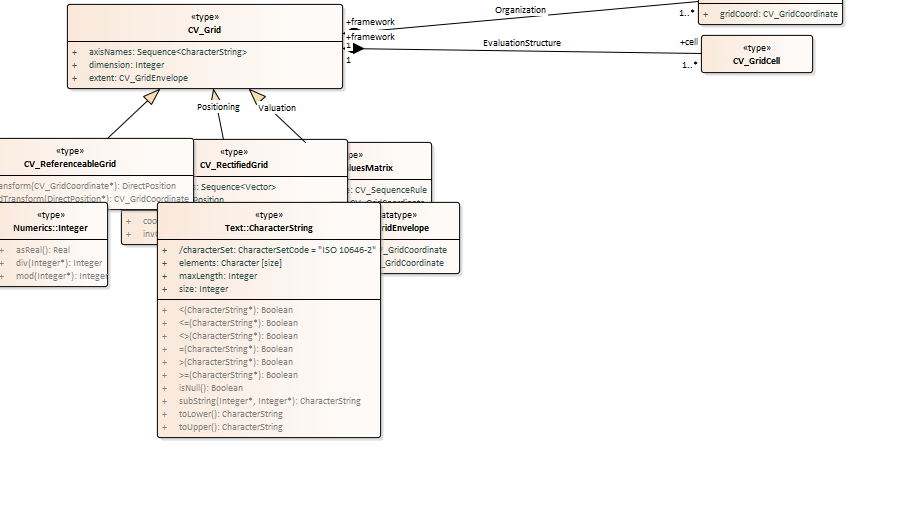 «type»
CV_Grid
+ axisNames: Sequence<CharacterString>
+ dimension: Integer
+ extent: CV_GridEnvelope
+framework
+framework
1
1
Organization
1..*
+ gridCoord: CV_GridCoordinate
EvaluationStructure
+cell
1..*
«type»
CV_GridCell
Positioning
Valuation
«type»
CV_ReferenceableGrid
ansform(CV_GridCoordinate*): DirectPosition
dTransform(DirectPosition*): CV_GridCoordinate
«type»
CV_RectifiedGrid
s: Sequence<Vector>
Position
pe»
luesMatrix
: CV_SequenceRule
«type»
Numerics::Integer
+ asReal(): Real
+ div(Integer*): Integer
+ mod(Integer*): Integer
+ coo
+ inv
«type»
Text::CharacterString
+ /characterSet: CharacterSetCode = "ISO 10646-2"
+ elements: Character [size]
+ maxLength: Integer
+ size: Integer
+ <(CharacterString*): Boolean
+ <=(CharacterString*): Boolean
+ <>(CharacterString*): Boolean
+ =(CharacterString*): Boolean
+ >(CharacterString*): Boolean
+ >=(CharacterString*): Boolean
+ isNull(): Boolean
+ subString(Integer*, Integer*): CharacterString
+ toLower(): CharacterString
+ toUpper(): CharacterString
atatype»
ridEnvelope
_GridCoordinate
_GridCoordinate